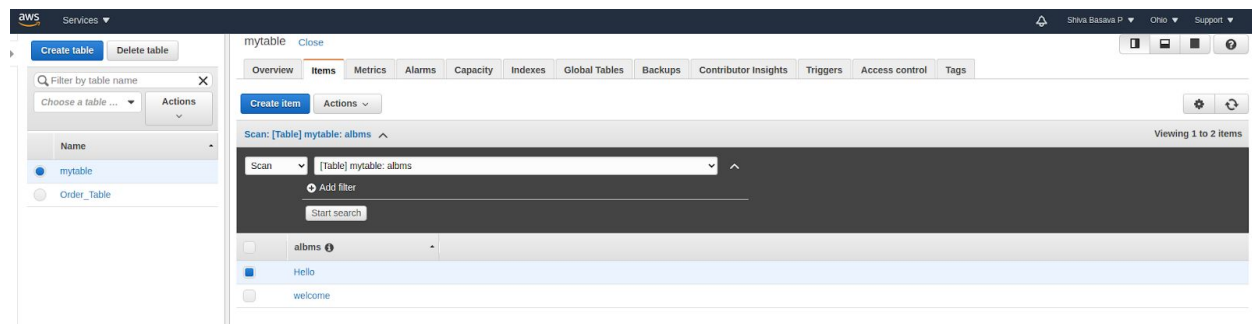 aws Services Shiva Basava P Ohio Support
Create table Delete table
Filter by table name
Choose a table ... Actions
Name
mytable
Order_Table
mytable Close
Overview Items Metrics Alarms Capacity Indexes Global Tables Backups Contributor Insights Triggers Access control Tags
Create item Actions
Scan: [Table] mytable: albms Viewing 1 to 2 items
Scan [Table] mytable: albms
Add filter
Start search
albms
Hello
welcome